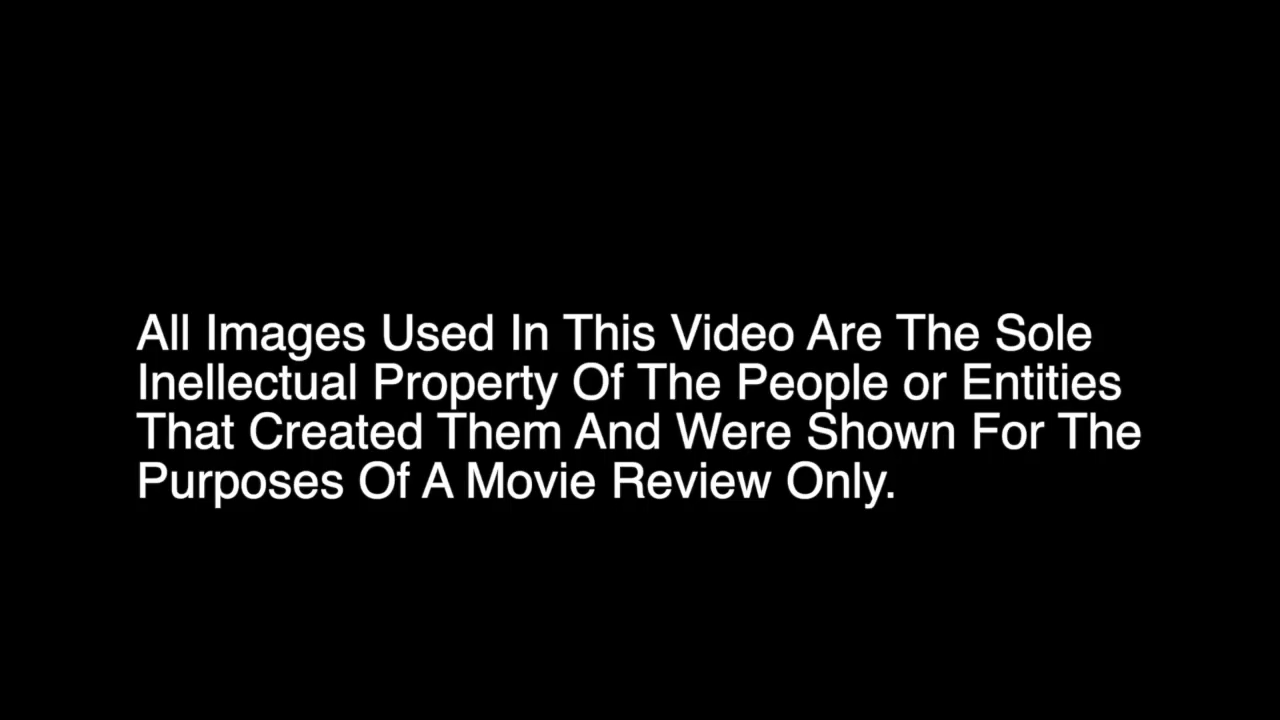 All Images Used In This Video Are The Sole
Inellectual Property Of The People or Entities
That Created Them And Were Shown For The
Purposes Of A Movie Review Only.